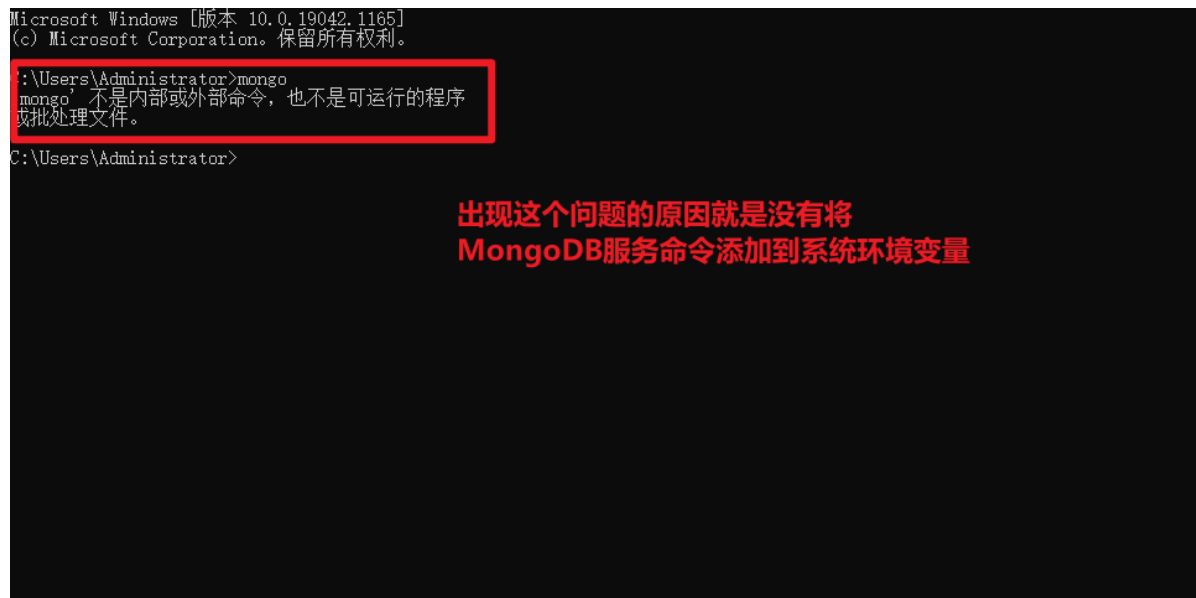 Microsoft Windows [版本 10.0.19042.1165]
(c) Microsoft Corporation。保留所有权利。
C:\Users\Administrator>mongo
'mongo' 不是内部或外部命令，也不是可运行的程序
或批处理文件。
C:\Users\Administrator>
出现这个问题的原因就是没有将
MongoDB服务命令添加到系统环境变量